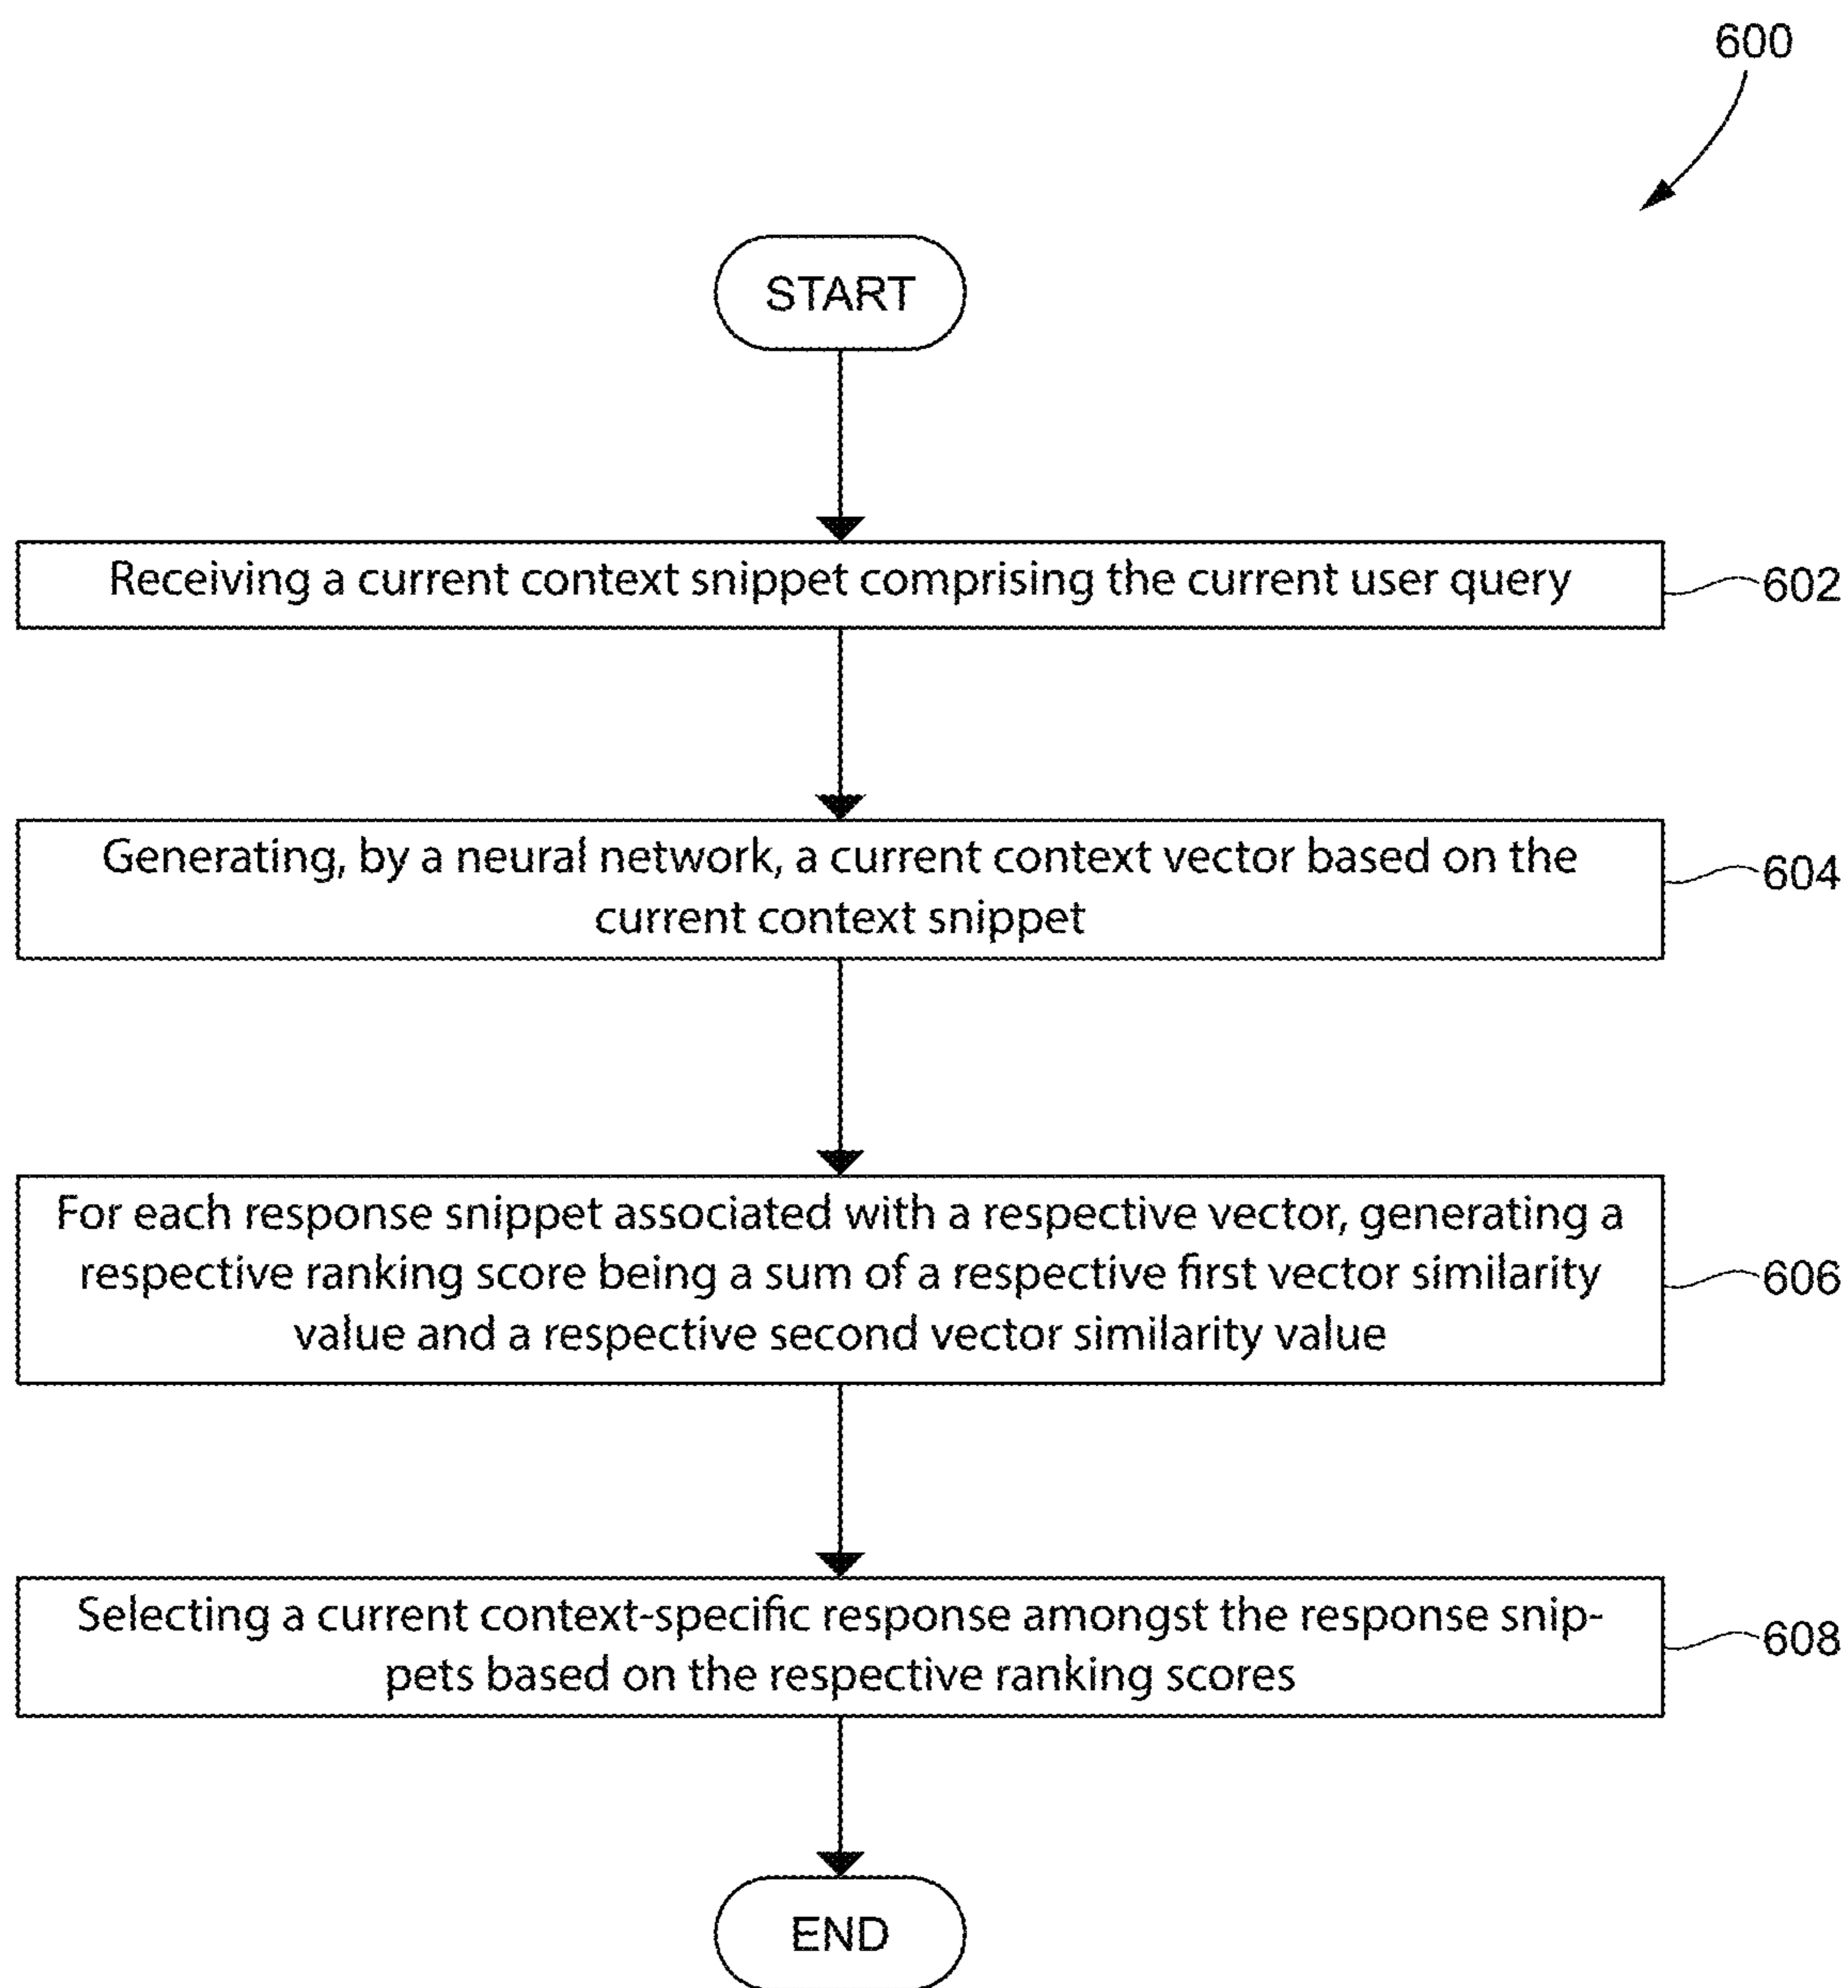 600
START
Receiving a current context snippet comprising the current user query
602
Generating, by a neural network, a current context vector based on the
current context snippet
604
For each response snippet associated with a respective vector, generating a
respective ranking score being a sum of a respective first vector similarity
value and a respective second vector similarity value
606
Selecting a current context-specific response amongst the response snip-
pets based on the respective ranking scores
608
END